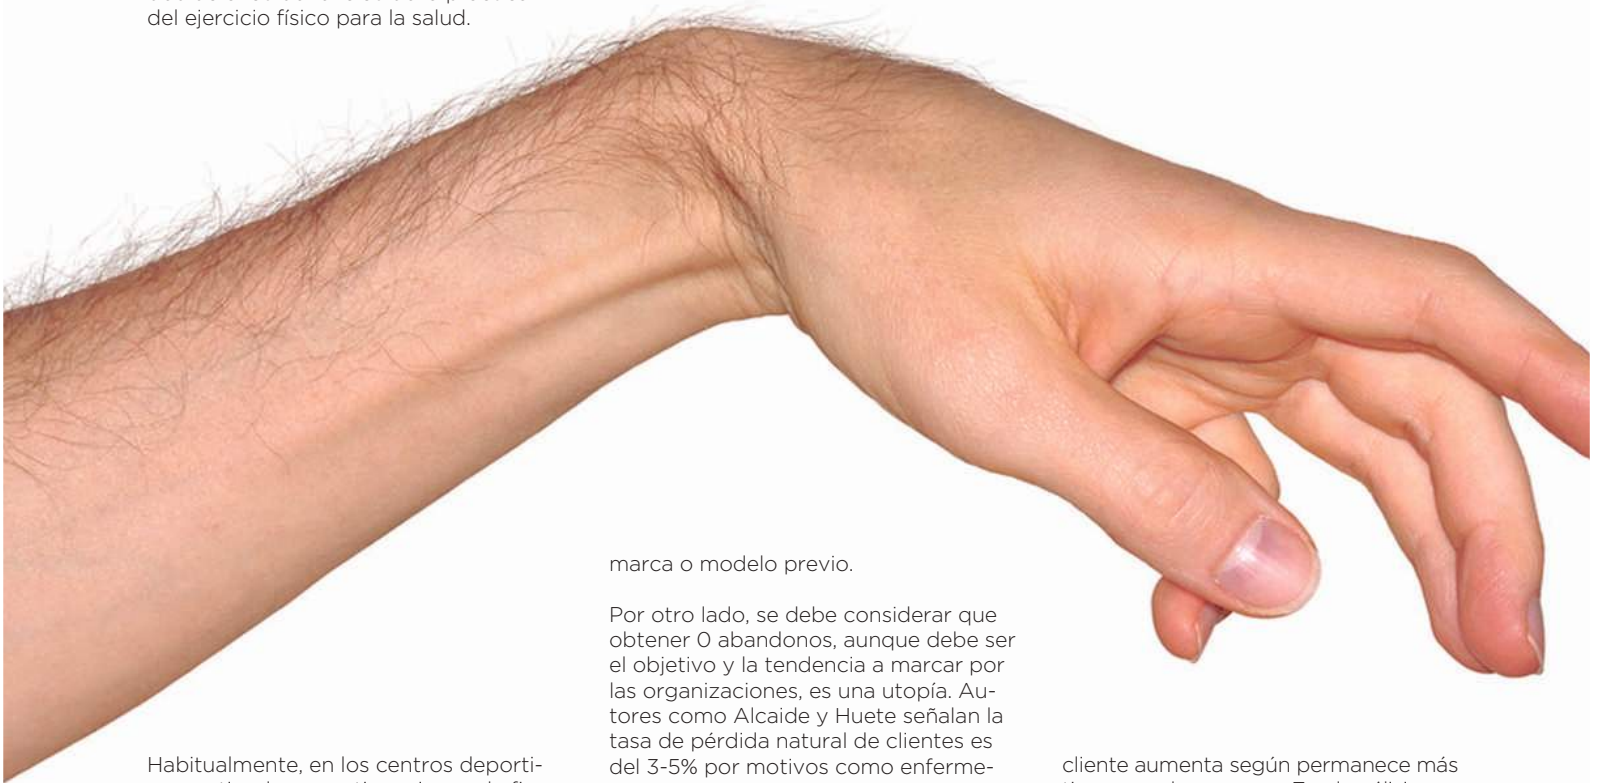 del ejercicio físico para la salud.
Habitualmente, en los centros deporti-
marca o modelo previo.
Por otro lado, se debe considerar que
obtener 0 abandonos, aunque debe ser
el objetivo y la tendencia a marcar por
las organizaciones, es una utopía. Au-
tores como Alcaide y Huete señalan la
tasa de pérdida natural de clientes es
del 3-5% por motivos como enferme-
cliente aumenta según permanece más